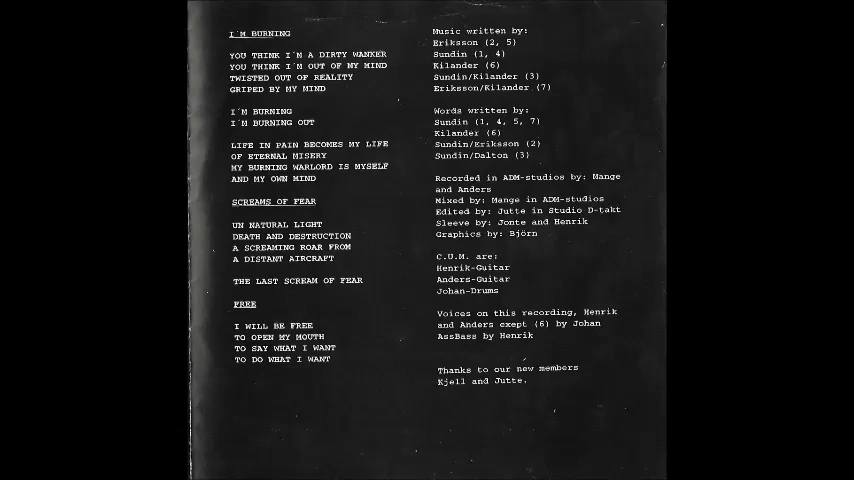 I´M BURNING
YOU THINK I´M A DIRTY WANKER
YOU THINK I´M OUT OF MY MIND
TWISTED OUT OF REALITY
GRIPED BY MY MIND
I´M BURNING
I´M BURNING OUT
LIFE IN PAIN BECOMES MY LIFE
OF ETERNAL MISERY
MY BURNING WARLORD IS MYSELF
AND MY OWN MIND
SCREAMS OF FEAR
UN NATURAL LIGHT
DEATH AND DESTRUCTION
A SCREAMING ROAR FROM
A DISTANT AIRCRAFT
THE LAST SCREAM OF FEAR
FREE
I WILL BE FREE
TO OPEN MY MOUTH
TO SAY WHAT I WANT
TO DO WHAT I WANT
Music written by:
Eriksson (2, 5)
Sundin (1, 4)
Kilander (6)
Sundin/Kilander (3)
Eriksson/Kilander (7)
Words written by:
Sundin (1, 4, 5, 7)
Kilander (6)
Sundin/Eriksson (2)
Sundin/Dalton (3)
Recorded in ADM-studios by: Mange
and Anders
Mixed by: Mange in ADM-studios
Edited by: Jutte in Studio D-takt
Sleeve by: Jonte and Henrik
Graphics by: Björn
C.U.M. are:
Henrik-Guitar
Anders-Guitar
Johan-Drums
Voices on this recording, Henrik
and Anders exept (6) by Johan
AssBass by Henrik
Thanks to our new members
Kjell and Jutte.